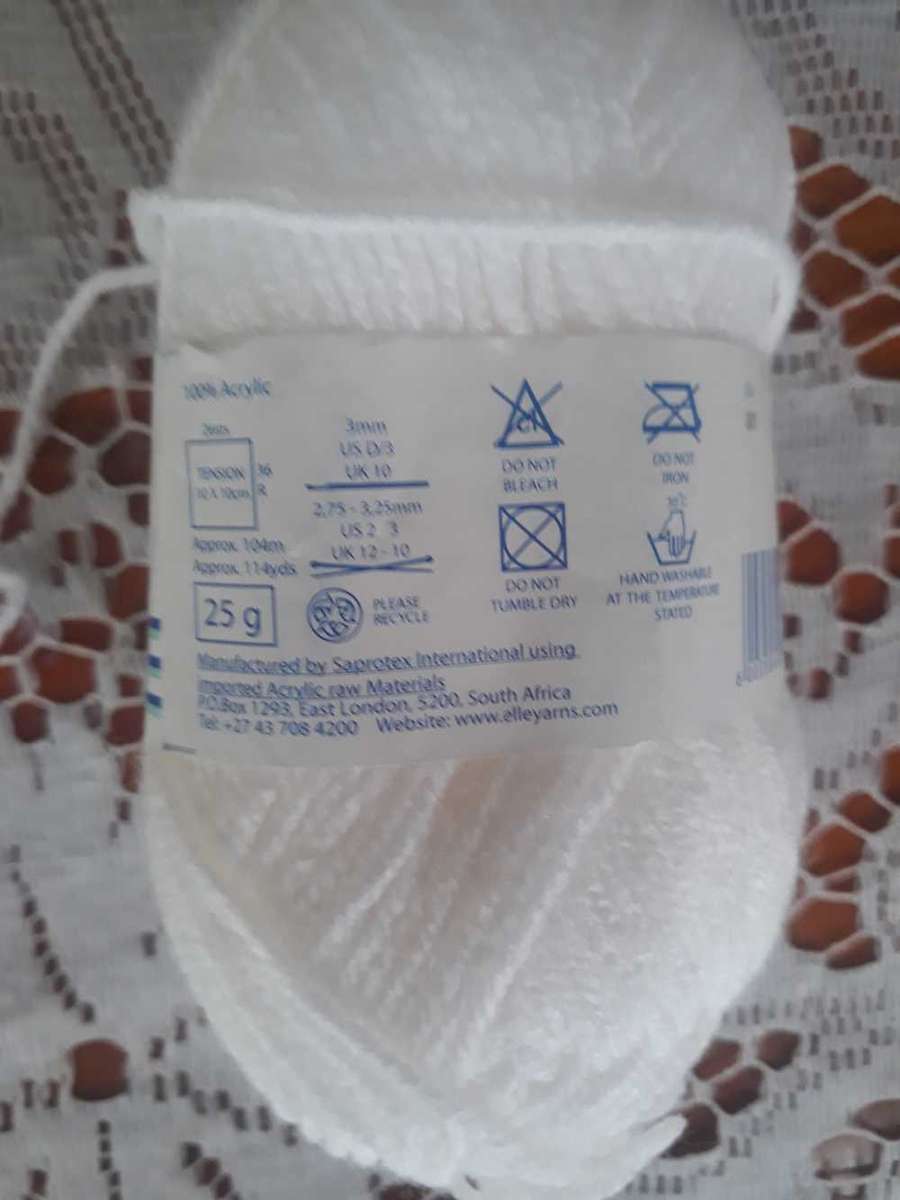 100% Acrylic
26sts
TENSION 36
10 X 10cm R
Approx. 104m
Approx. 114yds
25 g
3mm
US D/3
UK 10
2,75 - 3,25mm
US 2 3
UK 12 - 10
PLEASE
RECYCLE
Cl
DO NOT
BLEACH
DO NOT
IRON
DO NOT
TUMBLE DRY
HAND WASHABLE
AT THE TEMPERATURE
STATED
Manufactured by Saprotex International using
imported Acrylic raw Materials
P.O.Box 1293, East London, 5200, South Africa
Tel: +27 43 708 4200 Website: www.elleyarns.com